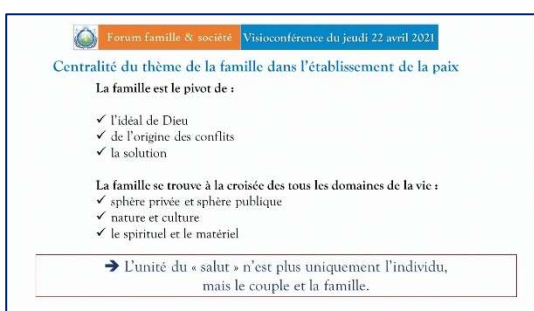 Forum famille & société Visioconférence du jeudi 22 avril 2021
Centralité du thème de la famille dans l’établissement de la paix
La famille est le pivot de :
✓ l’idéal de Dieu
✓ de l’origine des conflits
✓ la solution
La famille se trouve à la croisée des tous les domaines de la vie :
✓ sphère privée et sphère publique
✓ nature et culture
✓ le spirituel et le matériel
➔ L’unité du « salut » n’est plus uniquement l’individu,
mais le couple et la famille.